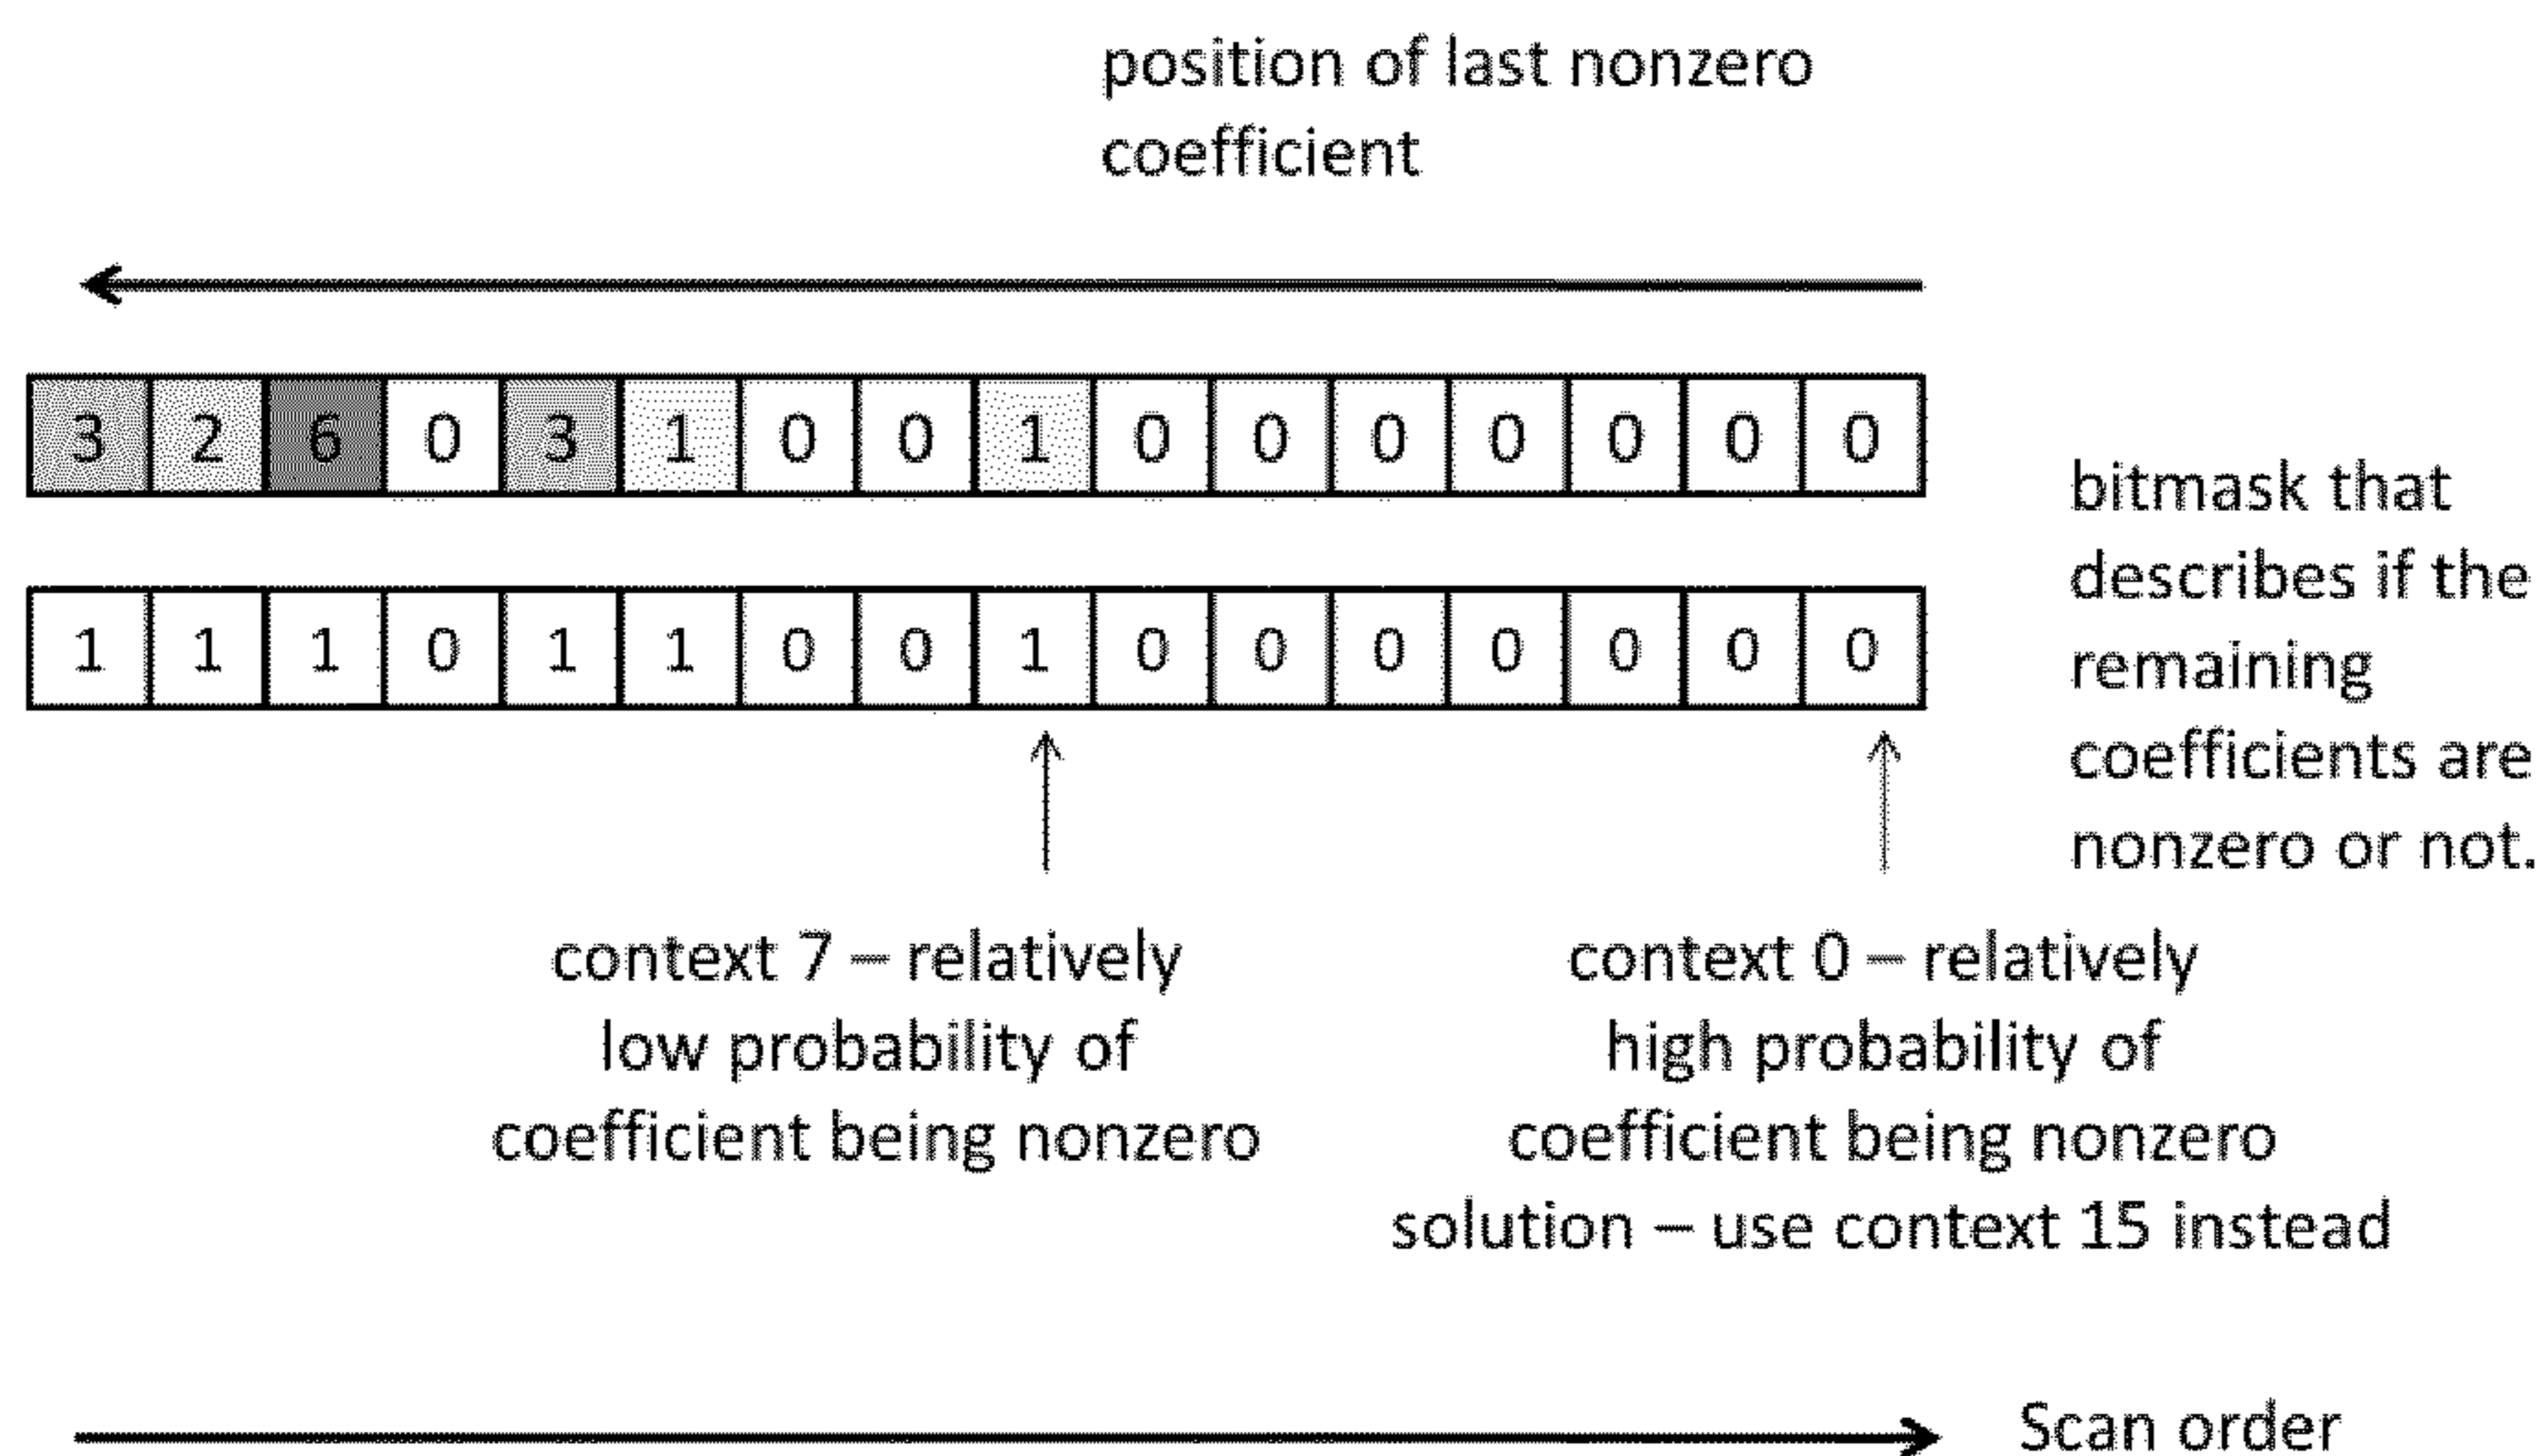 position of last nonzero
coefficient
3 2 6 0 3 1 0 0 1 0 0 0 0 0 0 0
1 1 1 0 1 1 0 0 1 0 0 0 0 0 0 0
bitmask that
describes if the
remaining
coefficients are
nonzero or not.
context 7 – relatively
low probability of
coefficient being nonzero
context 0 – relatively
high probability of
coefficient being nonzero
solution – use context 15 instead
Scan order